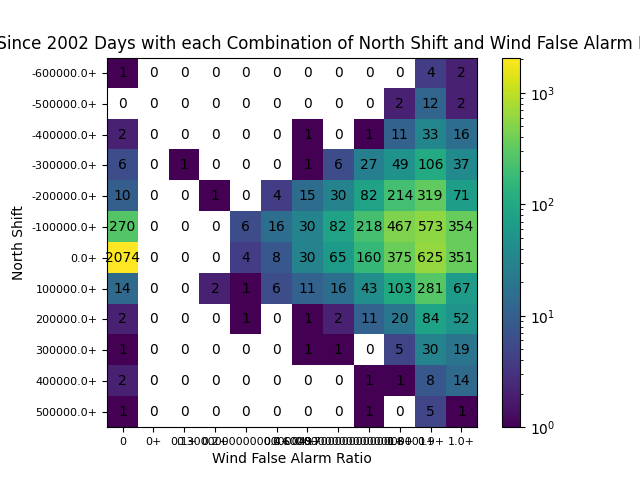 Since 2002 Days with each Combination of North Shift and Wind False Alarm
North Shift
-600000.0+ 1 0 0 0 0 0 0 0 0 0 4 2
-500000.0+ 0 0 0 0 0 0 0 0 0 2 12 2
-400000.0+ 2 0 0 0 0 0 1 0 1 11 33 16
-300000.0+ 6 0 1 0 0 0 1 6 27 49 106 37
-200000.0+ 10 0 0 1 0 4 15 30 82 214 319 71
-100000.0+ 270 0 0 0 6 16 30 82 218 467 573 354
0.0+ 2074 0 0 0 4 8 30 65 160 375 625 351
100000.0+ 14 0 0 2 1 6 11 16 43 103 281 67
200000.0+ 2 0 0 0 1 0 1 2 11 20 84 52
300000.0+ 1 0 0 0 0 0 1 1 0 5 30 19
400000.0+ 2 0 0 0 0 0 0 0 1 1 8 14
500000.0+ 1 0 0 0 0 0 0 0 1 0 5 1
0 0+ 0.9+ 1.0+
Wind False Alarm Ratio
10³
10²
10¹
10⁰